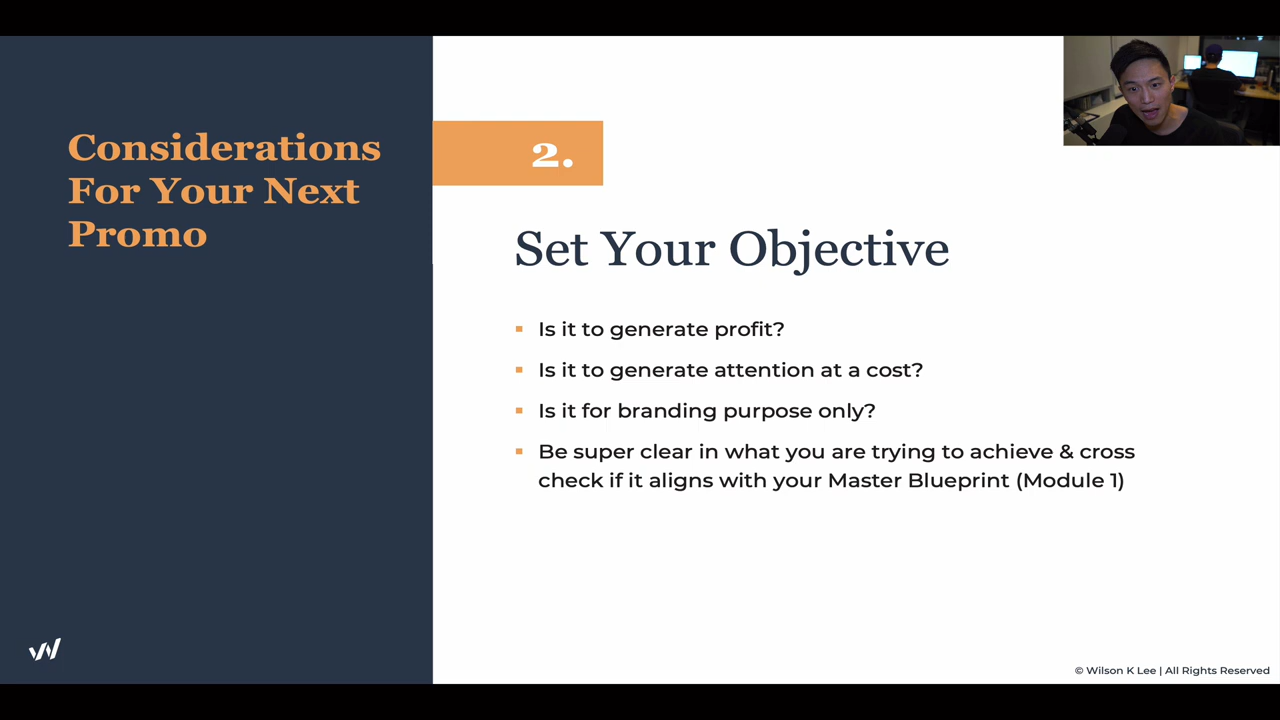 Considerations
For Your Next
Promo
2.
Set Your Objective
Is it to generate profit?
Is it to generate attention at a cost?
Is it for branding purpose only?
Be super clear in what you are trying to achieve & cross
check if it aligns with your Master Blueprint (Module 1)
© Wilson K Lee | All Rights Reserved